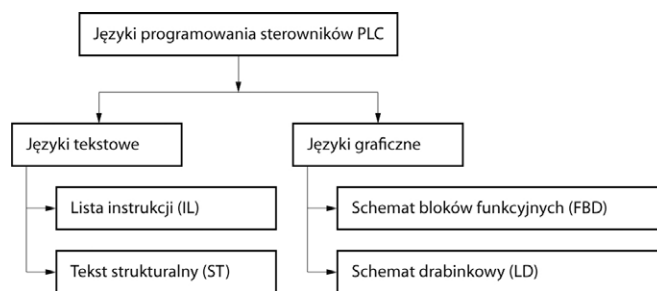 Języki programowania sterowników PLC
Języki tekstowe
Języki graficzne
Lista instrukcji (IL)
Schemat bloków funkcyjnych (FBD)
Tekst strukturalny (ST)
Schemat drabinkowy (LD)